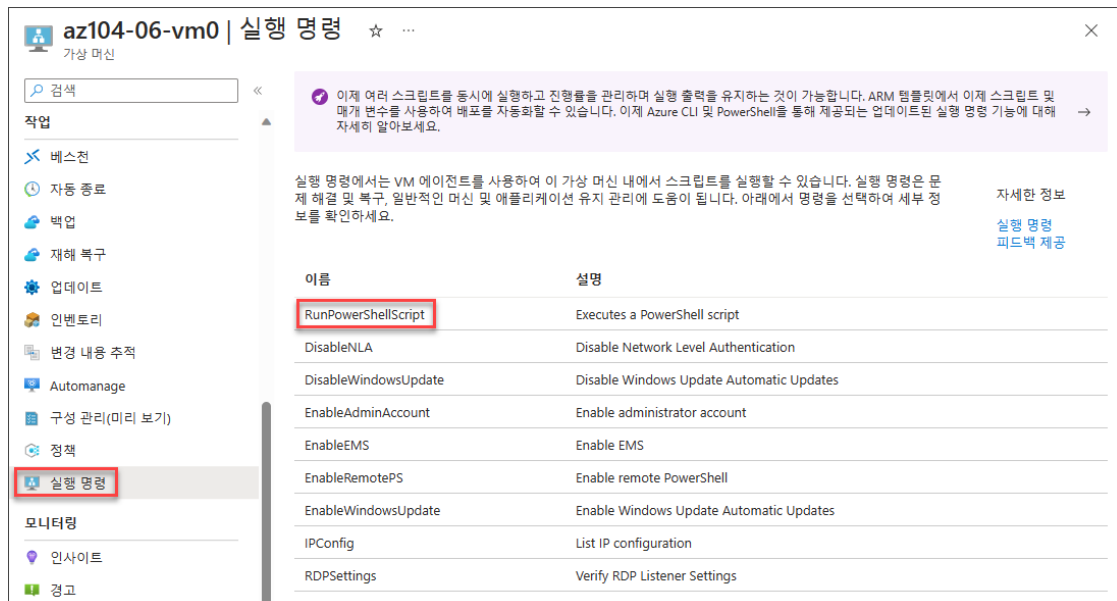 az104-06-vm0 | 실행 명령
가상 머신
검색
작업
베스천
자동 종료
백업
재해 복구
업데이트
인벤토리
변경 내용 추적
Automanage
구성 관리(미리 보기)
정책
실행 명령
모니터링
인사이트
경고
이제 여러 스크립트를 동시에 실행하고 진행률을 관리하며 실행 출력을 유지하는 것이 가능합니다. ARM 템플릿에서 이제 스크립트 및
매개 변수를 사용하여 배포를 자동화할 수 있습니다. 이제 Azure CLI 및 PowerShell을 통해 제공되는 업데이트된 실행 명령 기능에 대해
자세히 알아보세요.
실행 명령에서는 VM 에이전트를 사용하여 이 가상 머신 내에서 스크립트를 실행할 수 있습니다. 실행 명령은 문
제 해결 및 복구, 일반적인 머신 및 애플리케이션 유지 관리에 도움이 됩니다. 아래에서 명령을 선택하여 세부 정
보를 확인하세요.
자세한 정보
실행 명령
피드백 제공
이름 설명
RunPowerShellScript Executes a PowerShell script
DisableNLA Disable Network Level Authentication
DisableWindowsUpdate Disable Windows Update Automatic Updates
EnableAdminAccount Enable administrator account
EnableEMS Enable EMS
EnableRemotePS Enable remote PowerShell
EnableWindowsUpdate Enable Windows Update Automatic Updates
IPConfig List IP configuration
RDPSettings Verify RDP Listener Settings